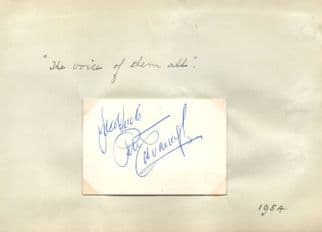 "The voice of them all".
Good luck
Peter Cavanagh
1954.